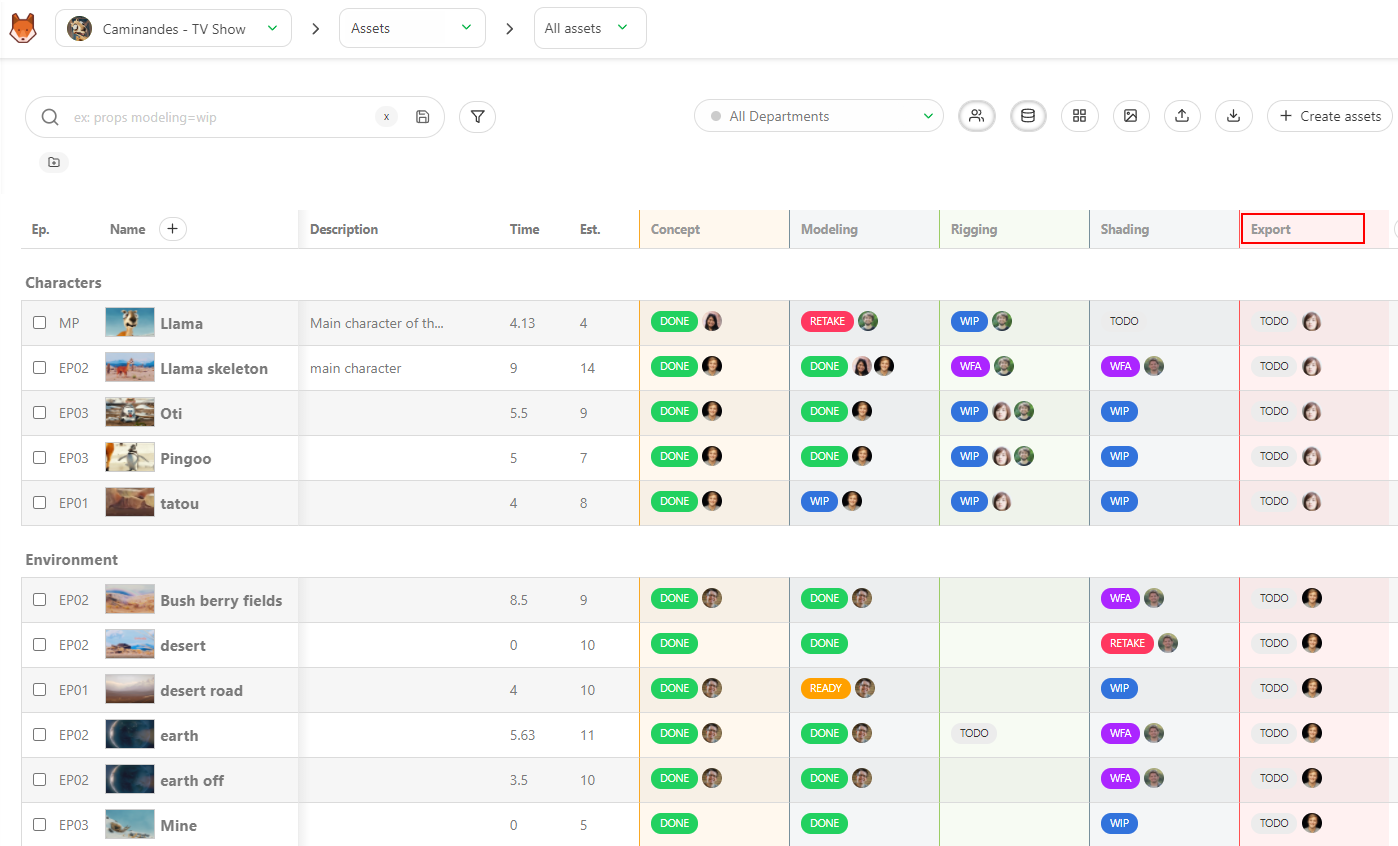 Caminandes - TV Show > Assets > All assets
ex: props modeling=wip x All Departments + Create assets
Ep. Name + Description Time Est. Concept Modeling Rigging Shading Export
Characters
MP Llama Main character of th... 4.13 4 DONE RETAKE WIP TODO TODO
EP02 Llama skeleton main character 9 14 DONE DONE WFA WFA TODO
EP03 Oti 5.5 9 DONE DONE WIP WIP TODO
EP03 Pingoo 5 7 DONE DONE WIP WIP TODO
EP01 tatou 4 8 DONE WIP WIP WIP TODO
Environment
EP02 Bush berry fields 8.5 9 DONE DONE WFA TODO
EP02 desert 0 10 DONE DONE RETAKE TODO
EP01 desert road 4 10 DONE READY WIP TODO
EP02 earth 5.63 11 DONE DONE TODO WFA TODO
EP02 earth off 3.5 10 DONE DONE WFA TODO
EP03 Mine 0 5 DONE DONE WIP TODO